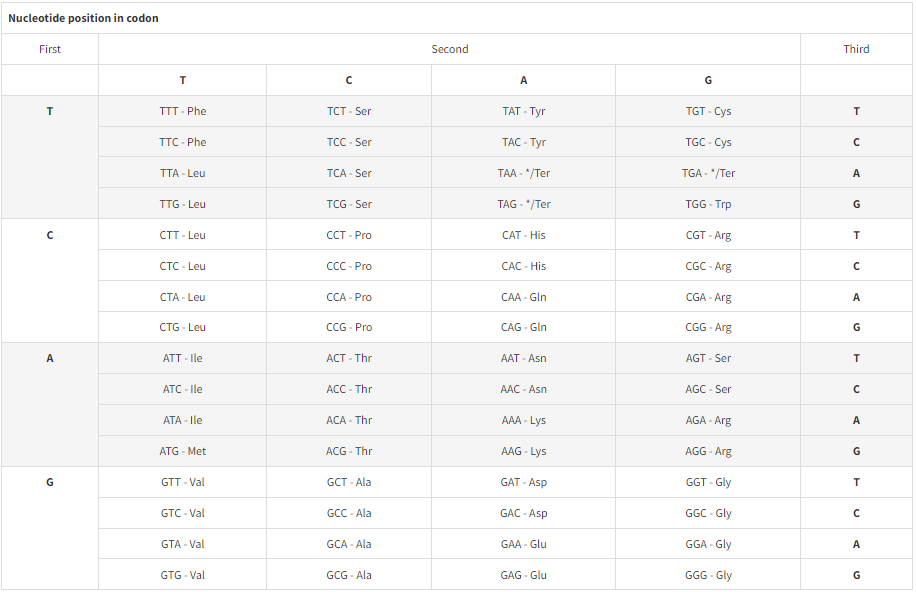 Nucleotide position in codon
First Second Third
T C A G
T TTT - Phe TCT - Ser TAT - Tyr TGT - Cys T
TTC - Phe TCC - Ser TAC - Tyr TGC - Cys C
TTA - Leu TCA - Ser TAA - */Ter TGA - */Ter A
TTG - Leu TCG - Ser TAG - */Ter TGG - Trp G
C CTT - Leu CCT - Pro CAT - His CGT - Arg T
CTC - Leu CCC - Pro CAC - His CGC - Arg C
CTA - Leu CCA - Pro CAA - Gln CGA - Arg A
CTG - Leu CCG - Pro CAG - Gln CGG - Arg G
A ATT - Ile ACT - Thr AAT - Asn AGT - Ser T
ATC - Ile ACC - Thr AAC - Asn AGC - Ser C
ATA - Ile ACA - Thr AAA - Lys AGA - Arg A
ATG - Met ACG - Thr AAG - Lys AGG - Arg G
G GTT - Val GCT - Ala GAT - Asp GGT - Gly T
GTC - Val GCC - Ala GAC - Asp GGC - Gly C
GTA - Val GCA - Ala GAA - Glu GGA - Gly A
GTG - Val GCG - Ala GAG - Glu GGG - Gly G